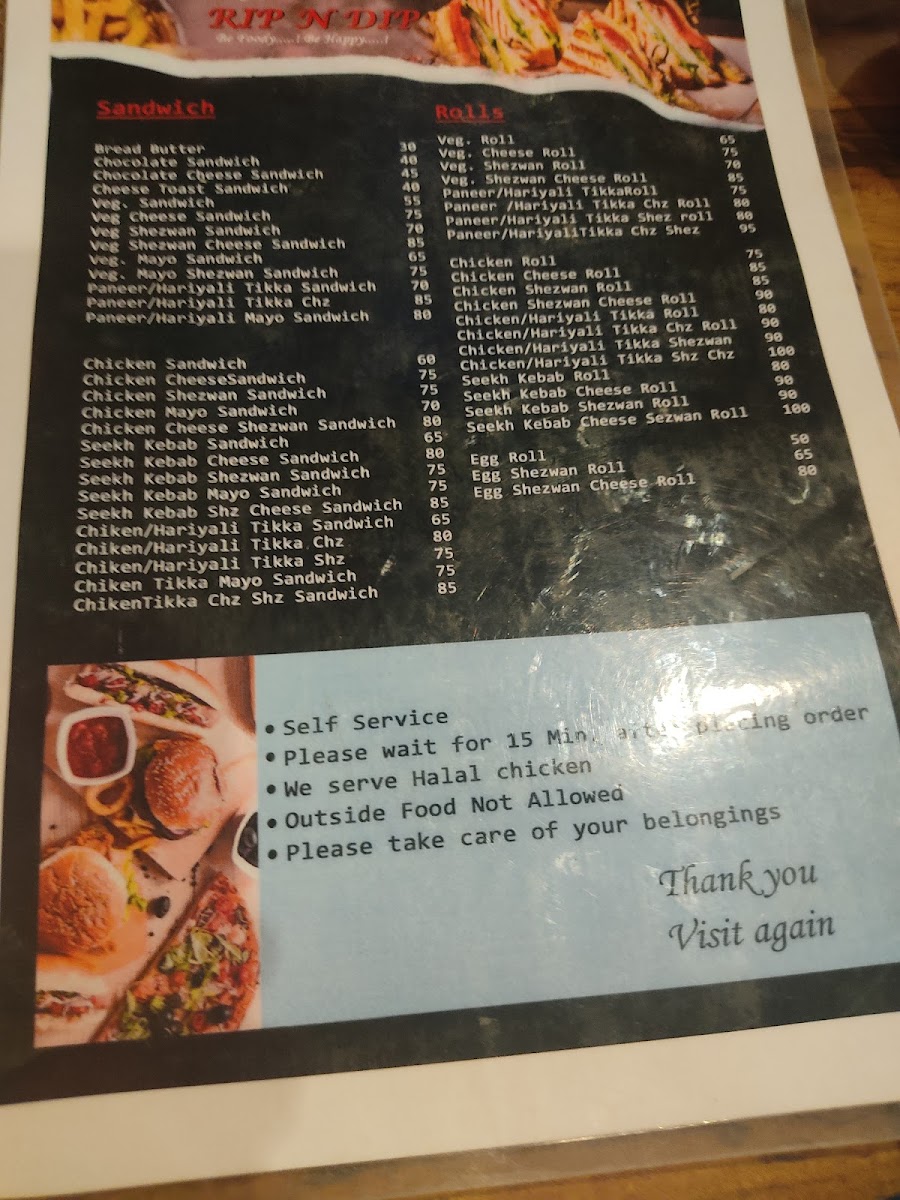 RIP N DIP
Be Foody.....! Be Happy.....!
Sandwich
Bread Butter 30
Chocolate Sandwich 40
Chocolate Cheese Sandwich 45
Cheese Toast Sandwich 40
Veg. Sandwich 55
Veg Cheese Sandwich 75
Veg Shezwan Sandwich 70
Veg Shezwan Cheese Sandwich 85
Veg. Mayo Sandwich 65
Veg. Mayo Shezwan Sandwich 75
Paneer/Hariyali Tikka Sandwich 70
Paneer/Hariyali Tikka Chz 85
Paneer/Hariyali Mayo Sandwich 80
Chicken Sandwich 60
Chicken CheeseSandwich 75
Chicken Shezwan Sandwich 75
Chicken Mayo Sandwich 70
Chicken Cheese Shezwan Sandwich 80
Seekh Kebab Sandwich 65
Seekh Kebab Cheese Sandwich 80
Seekh Kebab Shezwan Sandwich 75
Seekh Kebab Mayo Sandwich 75
Seekh Kebab Shz Cheese Sandwich 85
Chiken/Hariyali Tikka Sandwich 65
Chiken/Hariyali Tikka Chz 80
Chiken/Hariyali Tikka Shz 75
Chiken Tikka Mayo Sandwich 75
ChikenTikka Chz Shz Sandwich 85
Rolls
Veg. Roll 65
Veg. Cheese Roll 75
Veg. Shezwan Roll 70
Veg. Shezwan Cheese Roll 85
Paneer/Hariyali TikkaRoll 75
Paneer /Hariyali Tikka Chz Roll 80
Paneer/Hariyali Tikka Shez roll 80
Paneer/HariyaliTikka Chz Shez 95
Chicken Roll 75
Chicken Cheese Roll 85
Chicken Shezwan Roll 85
Chicken Shezwan Cheese Roll 90
Chicken/Hariyali Tikka Roll 80
Chicken/Hariyali Tikka Chz Roll 90
Chicken/Hariyali Tikka Shezwan 90
Chicken/Hariyali Tikka Shz Chz 100
Seekh Kebab Roll 80
Seekh Kebab Cheese Roll 90
Seekh Kebab Shezwan Roll 90
Seekh Kebab Cheese Sezwan Roll 100
Egg Roll 50
Egg Shezwan Roll 65
Egg Shezwan Cheese Roll 80
• Self Service
• Please wait for 15 Min. after placing order
• We serve Halal chicken
• Outside Food Not Allowed
• Please take care of your belongings
Thank you
Visit again